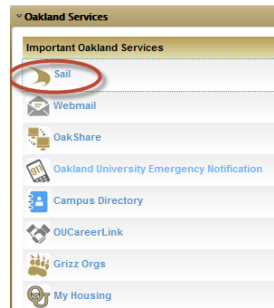 Oakland Services
Important Oakland Services
Sail
Webmail
OakShare
911
Oakland University Emergency Notification
Campus Directory
OUCareerLink
Grizz Orgs
My Housing